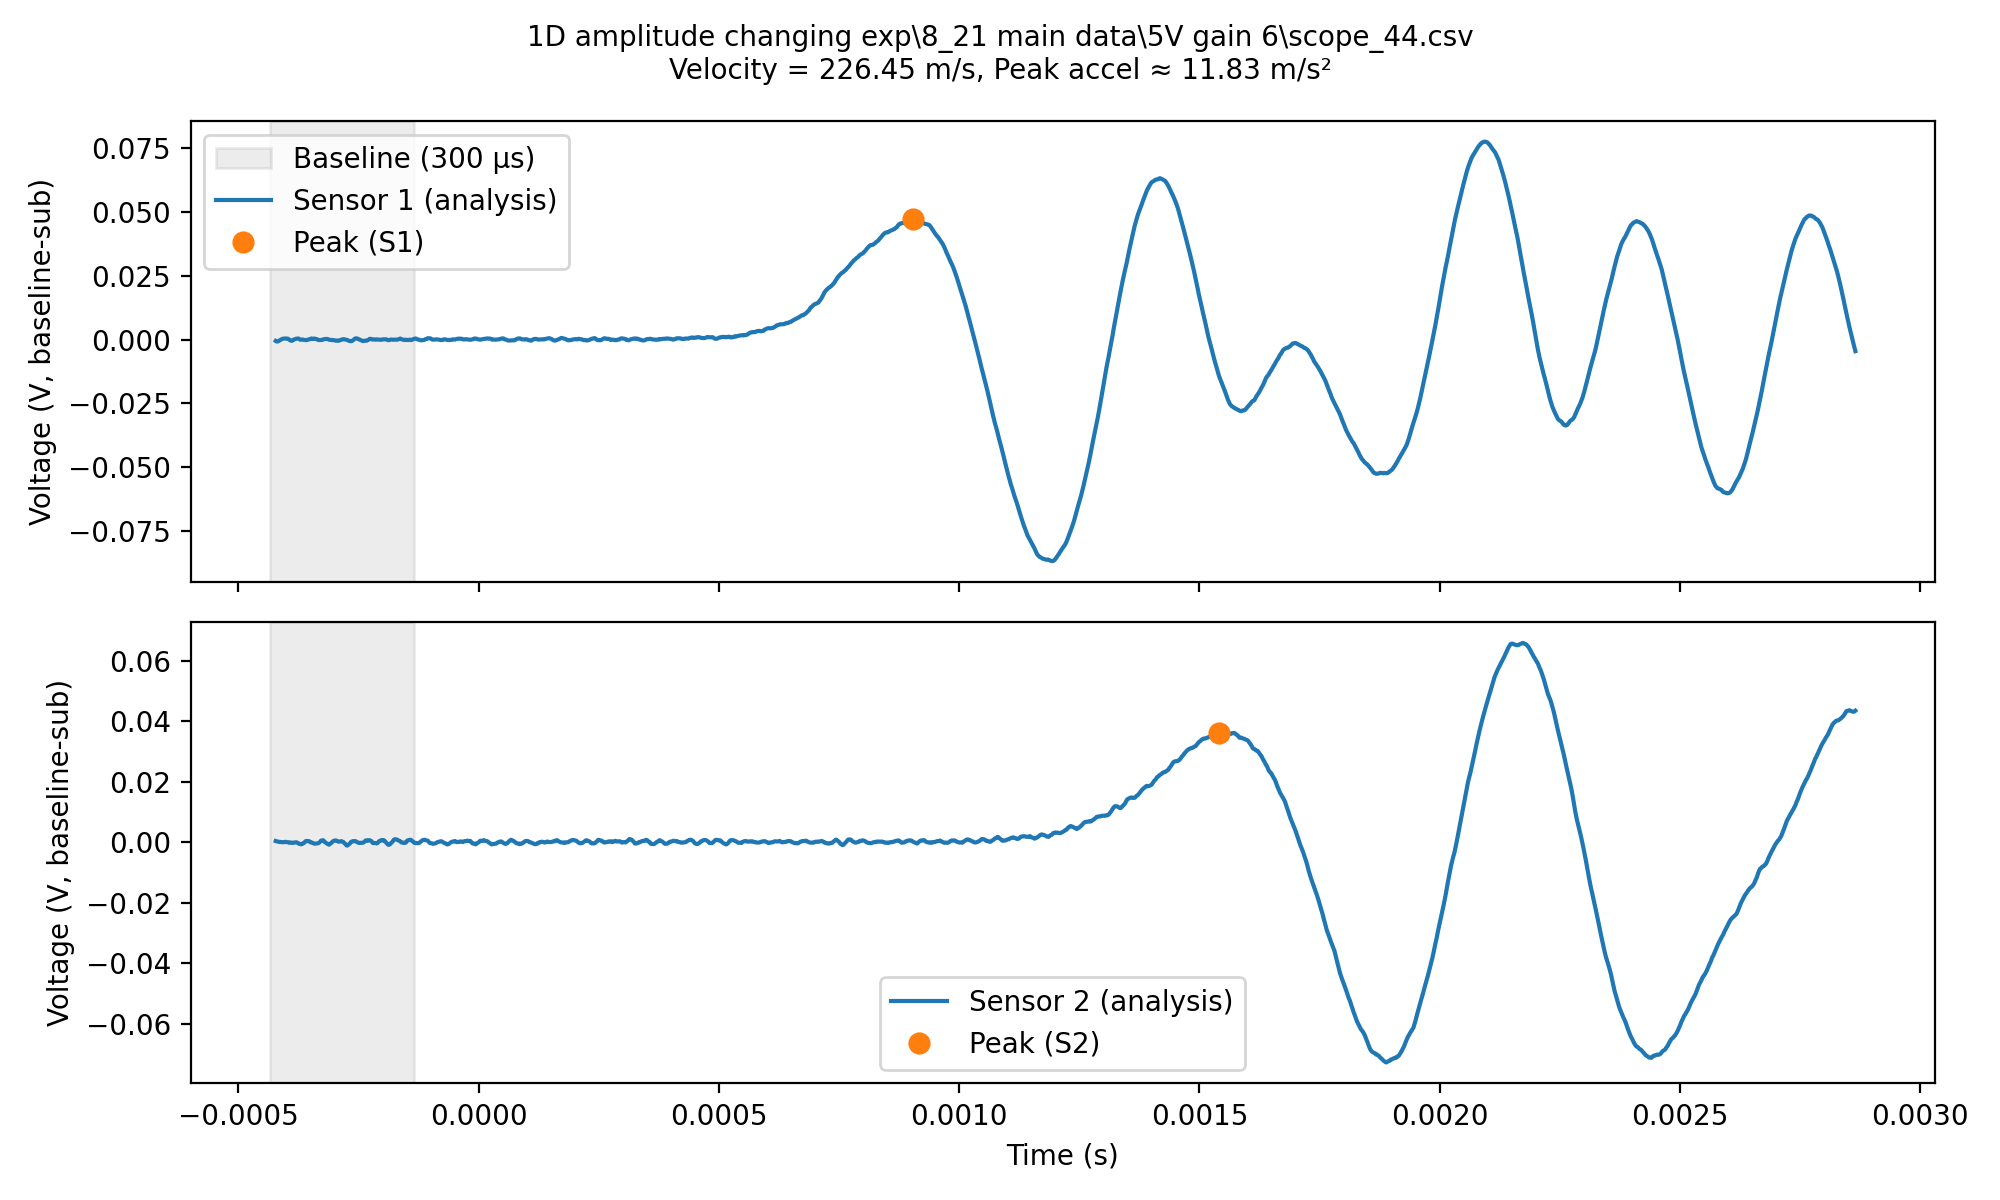 1D amplitude changing exp\8_21 main data\5V gain 6\scope_44.csv
Velocity = 226.45 m/s, Peak accel ≈ 11.83 m/s²
Voltage (V, baseline-sub)
0.075
0.050
0.025
0.000
−0.025
−0.050
−0.075
Baseline (300 µs)
Sensor 1 (analysis)
Peak (S1)
Voltage (V, baseline-sub)
0.06
0.04
0.02
0.00
−0.02
−0.04
−0.06
Sensor 2 (analysis)
Peak (S2)
−0.0005 0.0000 0.0005 0.0010 0.0015 0.0020 0.0025 0.0030
Time (s)